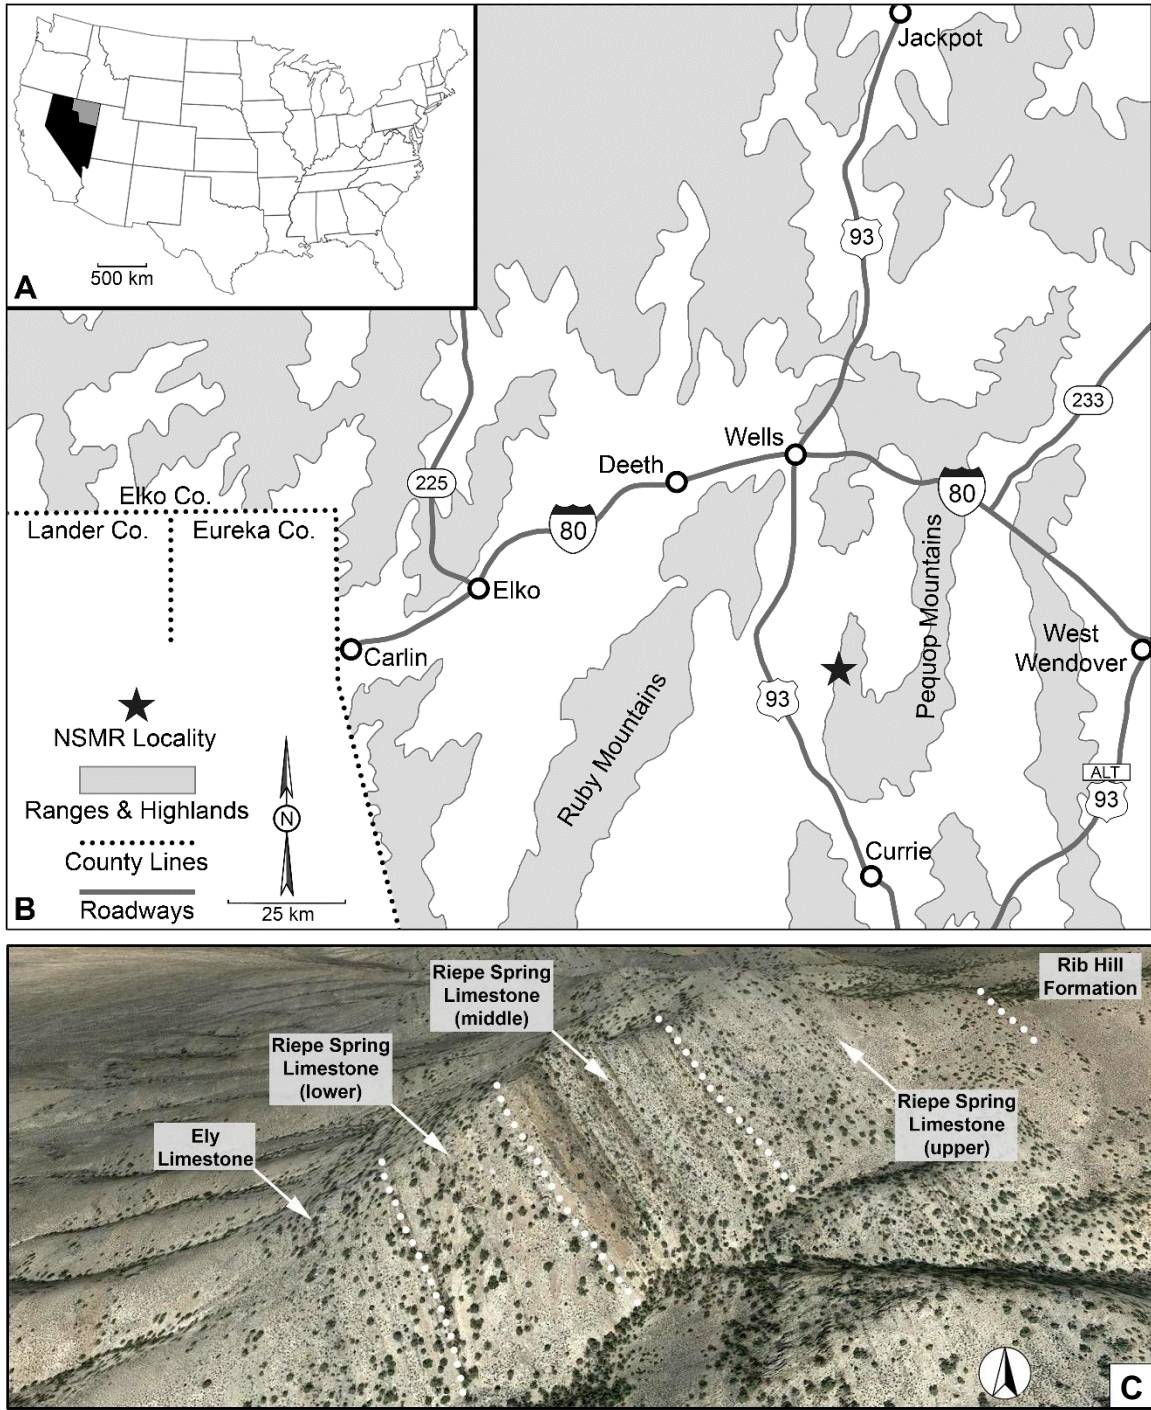 500 km
A
Jackpot
93
233
Wells
Deeth
225
80
80
Elko Co.
Lander Co.
Eureka Co.
Elko
Carlin
Pequop Mountains
West
Wendover
Ruby Mountains
93
ALT
93
Currie
NSMR Locality
Ranges & Highlands
County Lines
Roadways
N
25 km
B
Riepe Spring
Limestone
(middle)
Rib Hill
Formation
Riepe Spring
Limestone
(lower)
Riepe Spring
Limestone
(upper)
Ely
Limestone
C